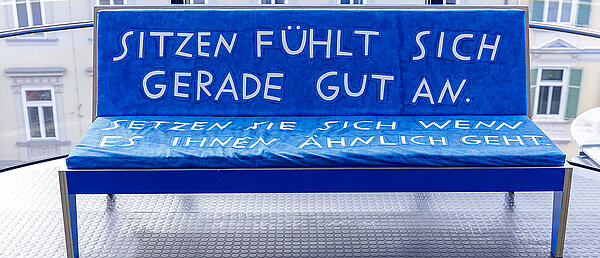 SITZEN FÜHLT SICH
GERADE GUT AN.
SETZEN SIE SICH WENN
ES IHNEN ÄHNLICH GEHT